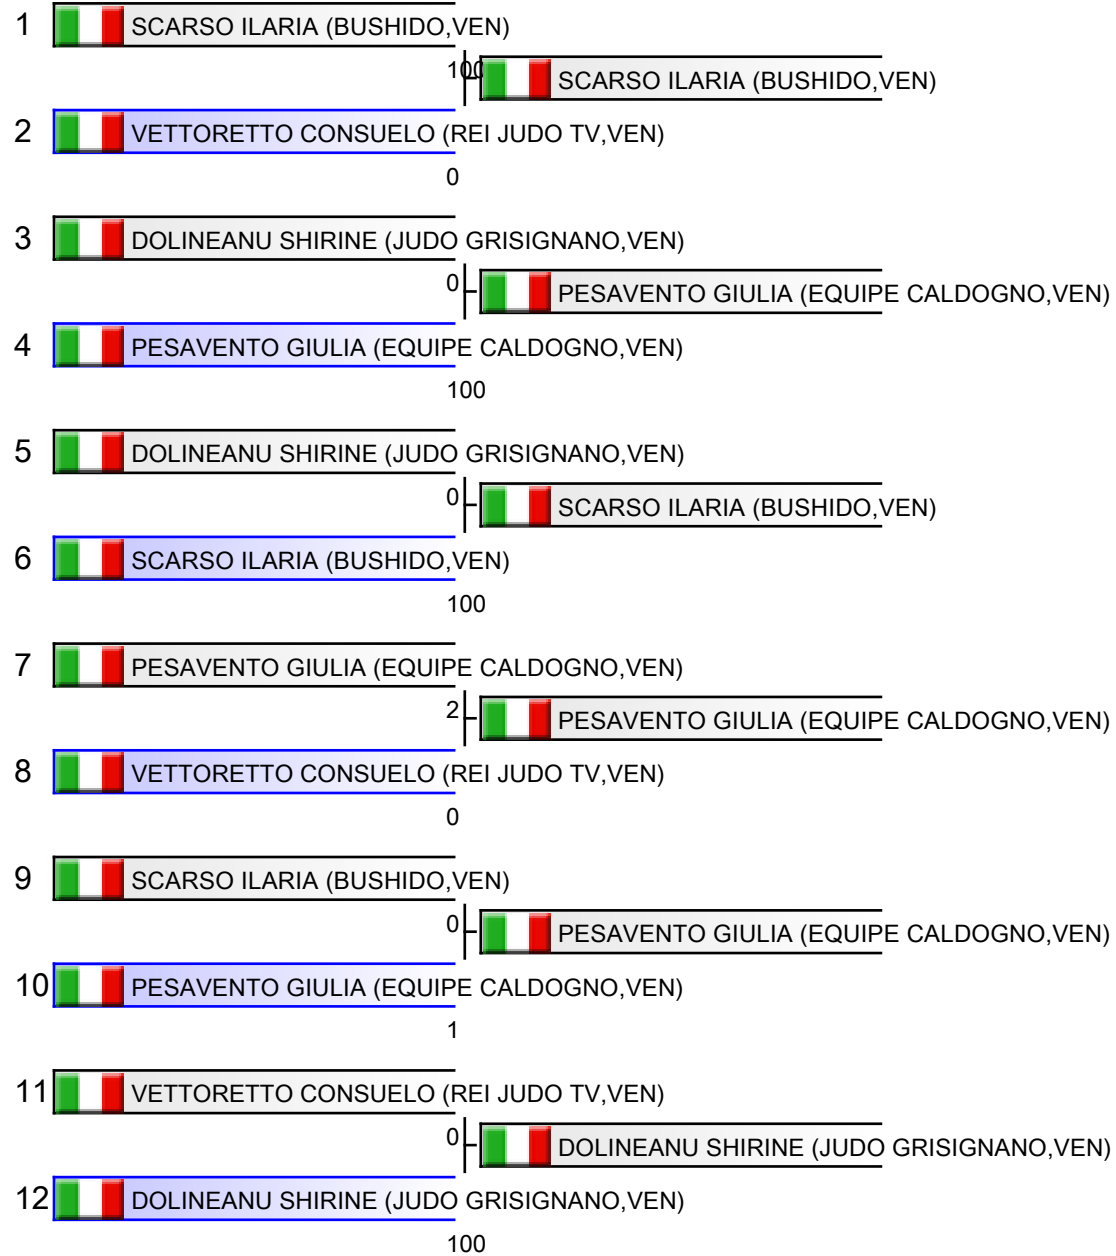 1 SCARSO ILARIA (BUSHIDO,VEN)
100 SCARSO ILARIA (BUSHIDO,VEN)
2 VETTORETTO CONSUELO (REI JUDO TV,VEN)
0
3 DOLINEANU SHIRINE (JUDO GRISIGNANO,VEN)
0 PESAVENTO GIULIA (EQUIPE CALDOGNO,VEN)
4 PESAVENTO GIULIA (EQUIPE CALDOGNO,VEN)
100
5 DOLINEANU SHIRINE (JUDO GRISIGNANO,VEN)
0 SCARSO ILARIA (BUSHIDO,VEN)
6 SCARSO ILARIA (BUSHIDO,VEN)
100
7 PESAVENTO GIULIA (EQUIPE CALDOGNO,VEN)
2 PESAVENTO GIULIA (EQUIPE CALDOGNO,VEN)
8 VETTORETTO CONSUELO (REI JUDO TV,VEN)
0
9 SCARSO ILARIA (BUSHIDO,VEN)
0 PESAVENTO GIULIA (EQUIPE CALDOGNO,VEN)
10 PESAVENTO GIULIA (EQUIPE CALDOGNO,VEN)
1
11 VETTORETTO CONSUELO (REI JUDO TV,VEN)
0 DOLINEANU SHIRINE (JUDO GRISIGNANO,VEN)
12 DOLINEANU SHIRINE (JUDO GRISIGNANO,VEN)
100